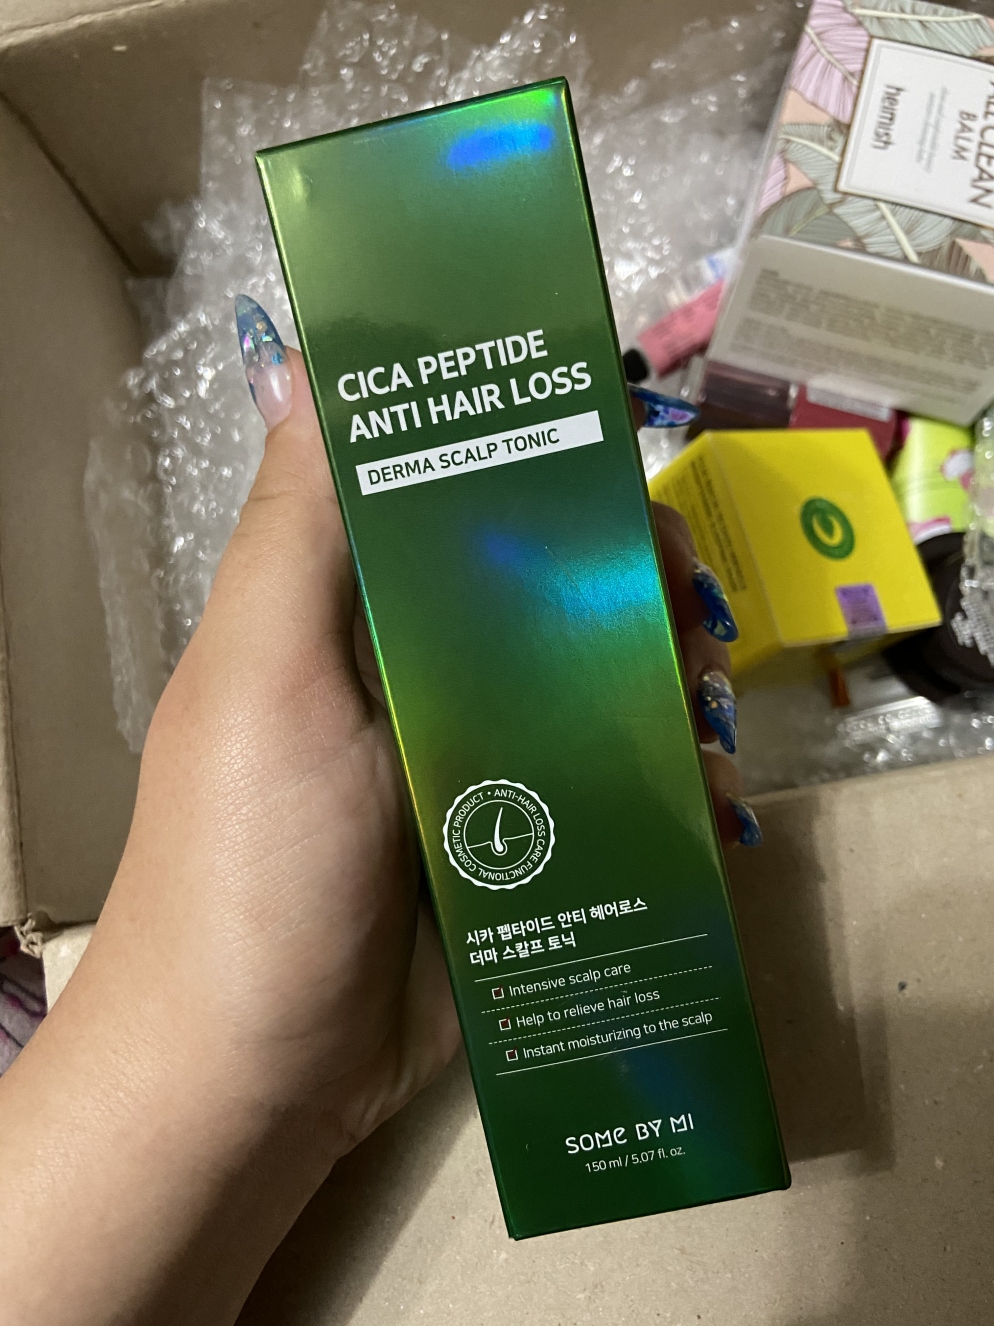 CICA PEPTIDE
ANTI HAIR LOSS
DERMA SCALP TONIC
ANTI-HAIR LOSS CARE FUNCTIONAL COSMETIC PRODUCT •
시카 펩타이드 안티 헤어로스
더마 스칼프 토닉
Intensive scalp care
Help to relieve hair loss
Instant moisturizing to the scalp
SOME BY MI
150 ml / 5.07 fl. oz.
CLEAN
BALM
heimish